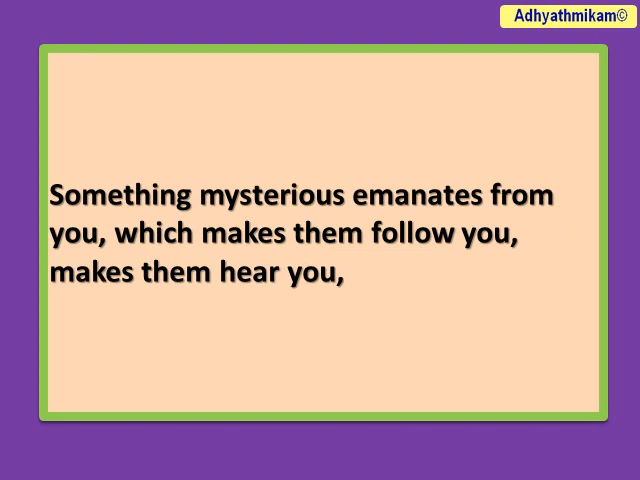 Adhyathmikam©
Something mysterious emanates from
you, which makes them follow you,
makes them hear you,